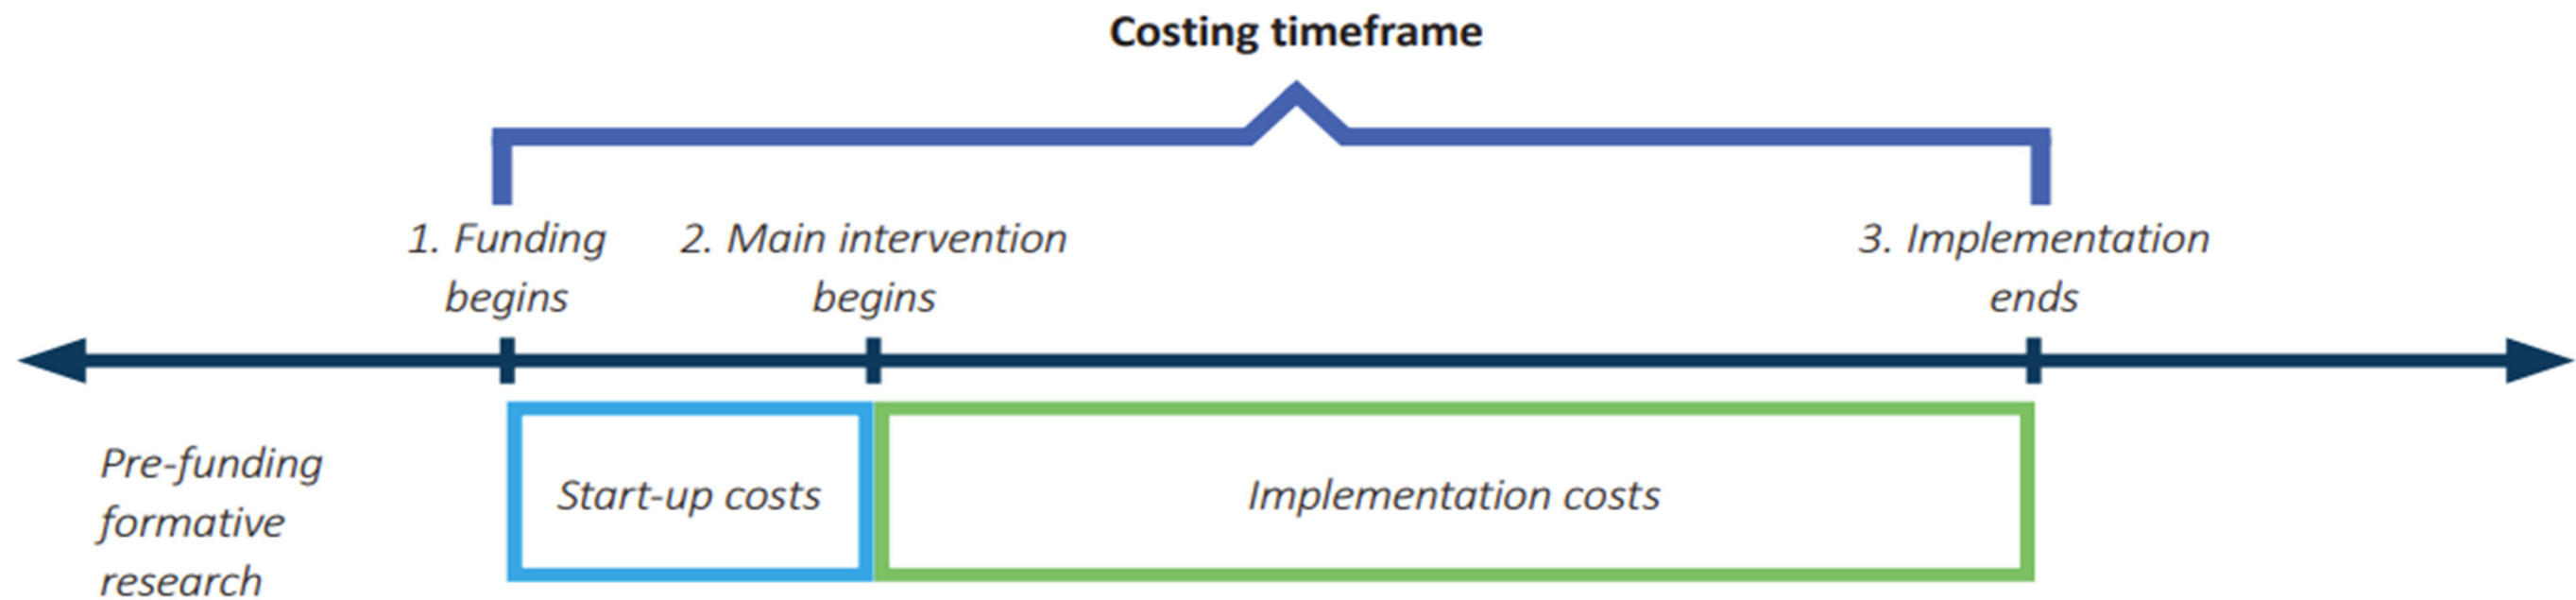 Costing timeframe
1. Funding
begins
2. Main intervention
begins
3. Implementation
ends
Pre-funding
formative
research
Start-up costs
Implementation costs